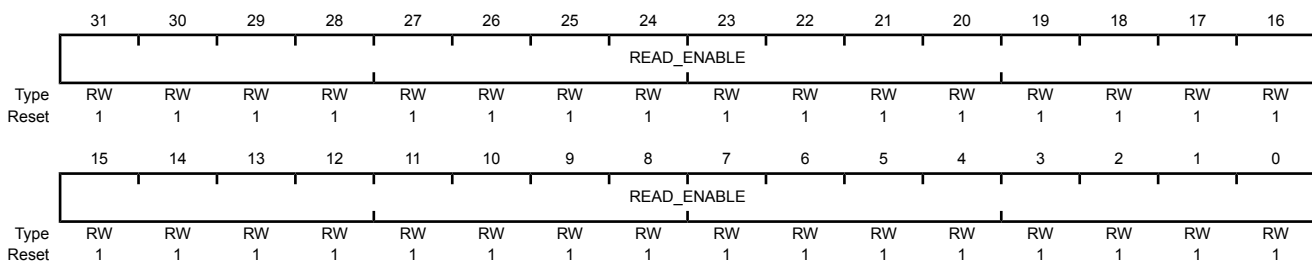 31 30 29 28 27 26 25 24 23 22 21 20 19 18 17 16
READ_ENABLE
Type RW RW RW RW RW RW RW RW RW RW RW RW RW RW RW RW
Reset 1 1 1 1 1 1 1 1 1 1 1 1 1 1 1 1
15 14 13 12 11 10 9 8 7 6 5 4 3 2 1 0
READ_ENABLE
Type RW RW RW RW RW RW RW RW RW RW RW RW RW RW RW RW
Reset 1 1 1 1 1 1 1 1 1 1 1 1 1 1 1 1